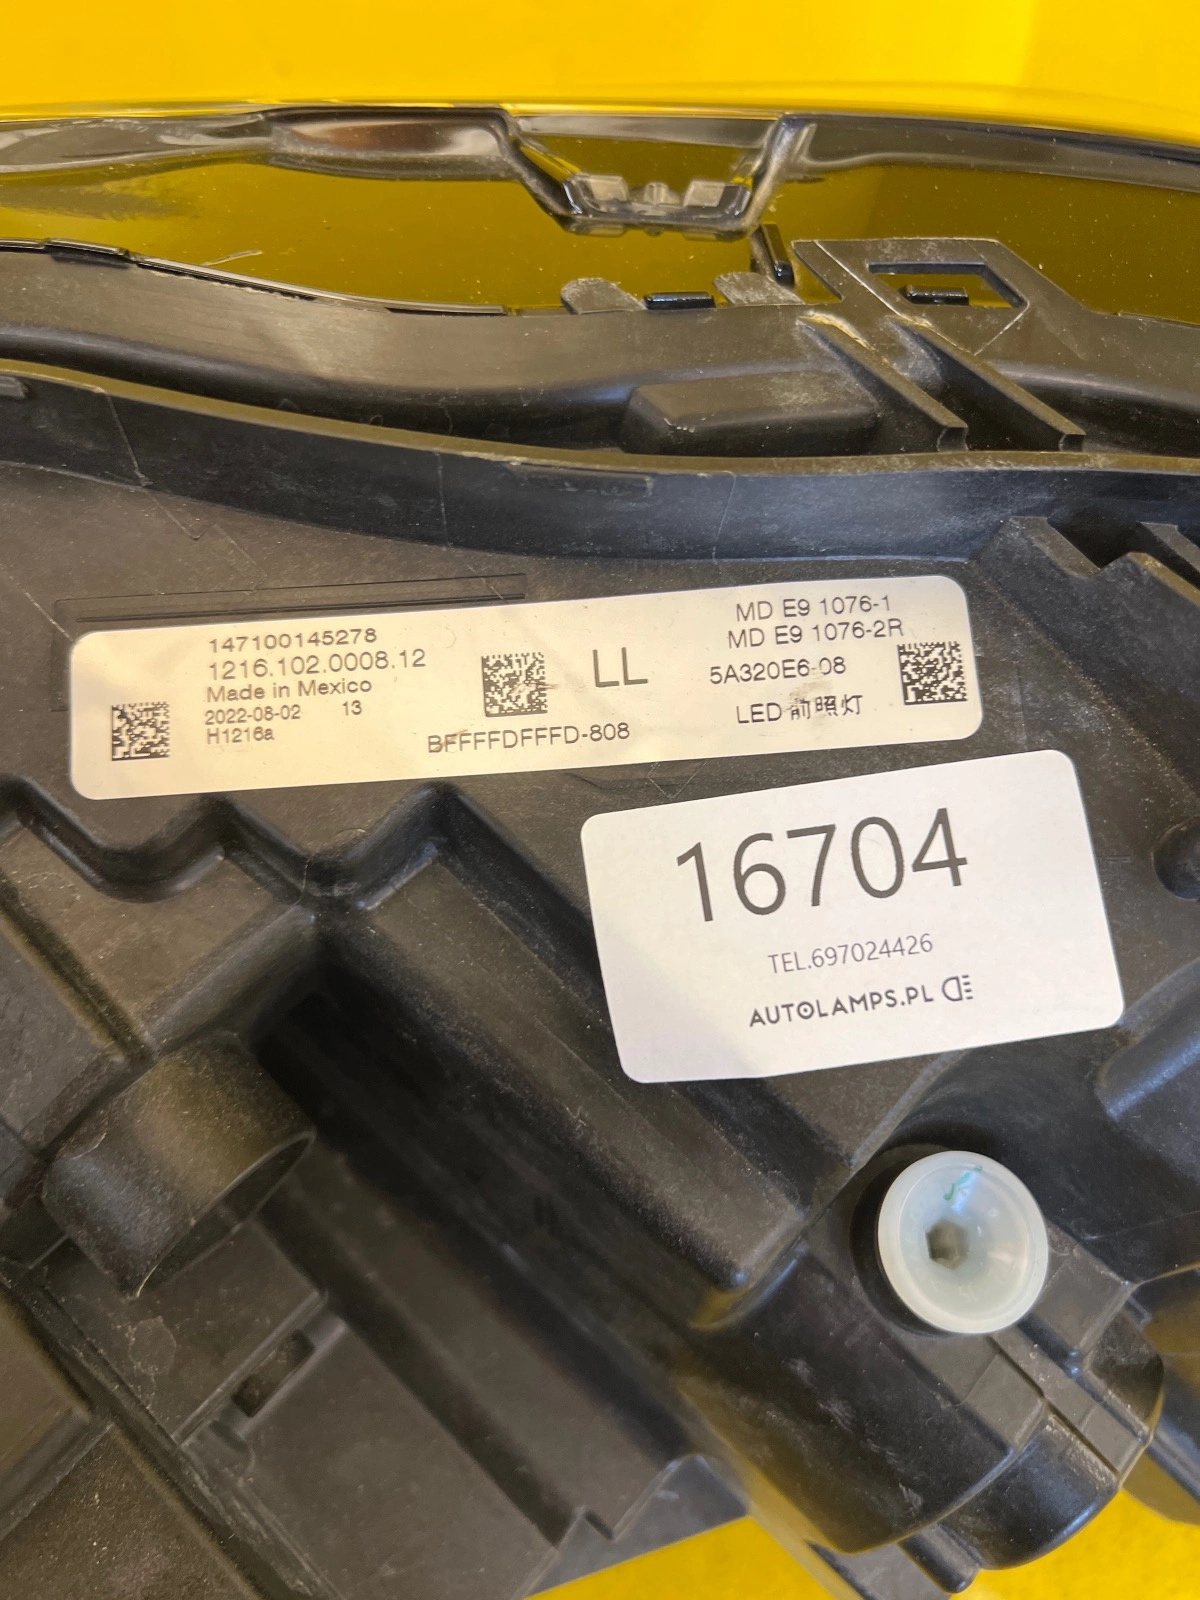 147100145278
1216.102.0008.12
Made in Mexico
2022-08-02 13
H1216a
BFFFFDFFFD-808
LL
MD E9 1076-1
MD E9 1076-2R
5A320E6-08
LED 前照灯
16704
TEL.697024426
AUTOLAMPS.PL